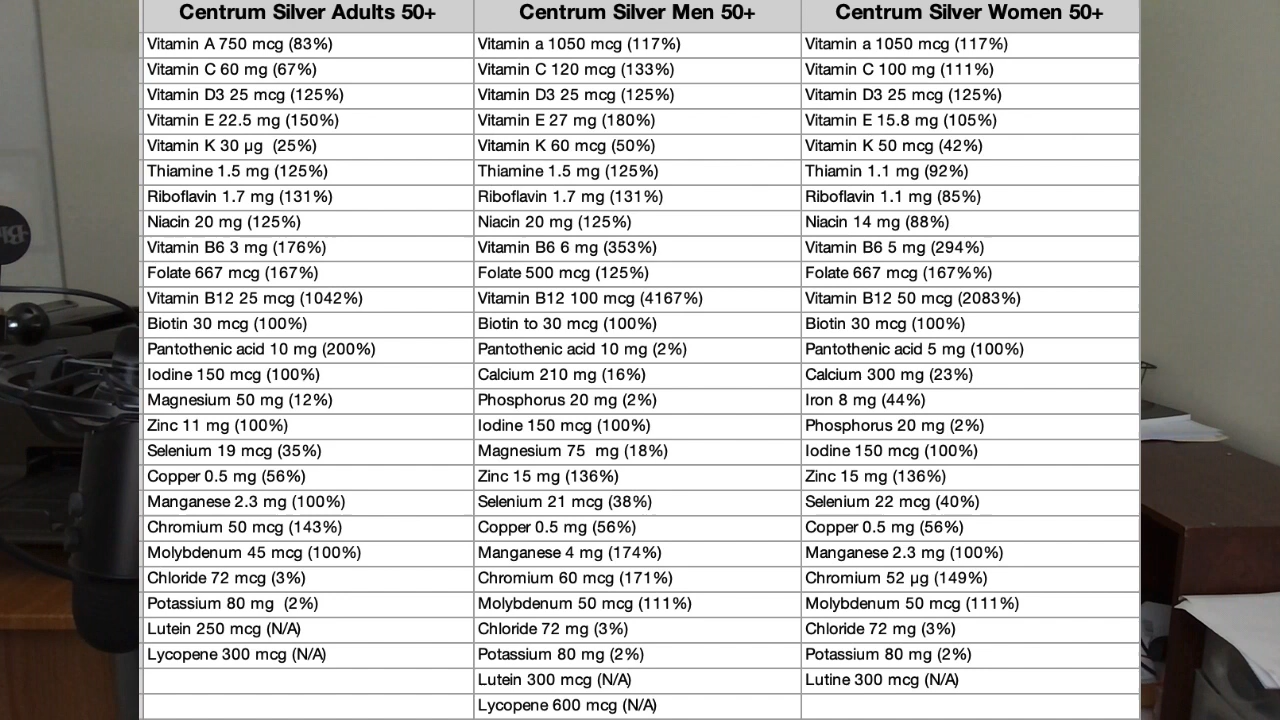 Centrum Silver Adults 50+ Centrum Silver Men 50+ Centrum Silver Women 50+
Vitamin A 750 mcg (83%) Vitamin a 1050 mcg (117%) Vitamin a 1050 mcg (117%)
Vitamin C 60 mg (67%) Vitamin C 120 mcg (133%) Vitamin C 100 mg (111%)
Vitamin D3 25 mcg (125%) Vitamin D3 25 mcg (125%) Vitamin D3 25 mcg (125%)
Vitamin E 22.5 mg (150%) Vitamin E 27 mg (180%) Vitamin E 15.8 mg (105%)
Vitamin K 30 µg (25%) Vitamin K 60 mcg (50%) Vitamin K 50 mcg (42%)
Thiamine 1.5 mg (125%) Thiamine 1.5 mg (125%) Thiamin 1.1 mg (92%)
Riboflavin 1.7 mg (131%) Riboflavin 1.7 mg (131%) Riboflavin 1.1 mg (85%)
Niacin 20 mg (125%) Niacin 20 mg (125%) Niacin 14 mg (88%)
Vitamin B6 3 mg (176%) Vitamin B6 6 mg (353%) Vitamin B6 5 mg (294%)
Folate 667 mcg (167%) Folate 500 mcg (125%) Folate 667 mcg (167%%)
Vitamin B12 25 mcg (1042%) Vitamin B12 100 mcg (4167%) Vitamin B12 50 mcg (2083%)
Biotin 30 mcg (100%) Biotin to 30 mcg (100%) Biotin 30 mcg (100%)
Pantothenic acid 10 mg (200%) Pantothenic acid 10 mg (2%) Pantothenic acid 5 mg (100%)
Iodine 150 mcg (100%) Calcium 210 mg (16%) Calcium 300 mg (23%)
Magnesium 50 mg (12%) Phosphorus 20 mg (2%) Iron 8 mg (44%)
Zinc 11 mg (100%) Iodine 150 mcg (100%) Phosphorus 20 mg (2%)
Selenium 19 mcg (35%) Magnesium 75 mg (18%) Iodine 150 mcg (100%)
Copper 0.5 mg (56%) Zinc 15 mg (136%) Zinc 15 mg (136%)
Manganese 2.3 mg (100%) Selenium 21 mcg (38%) Selenium 22 mcg (40%)
Chromium 50 mcg (143%) Copper 0.5 mg (56%) Copper 0.5 mg (56%)
Molybdenum 45 mcg (100%) Manganese 4 mg (174%) Manganese 2.3 mg (100%)
Chloride 72 mcg (3%) Chromium 60 mcg (171%) Chromium 52 µg (149%)
Potassium 80 mg (2%) Molybdenum 50 mcg (111%) Molybdenum 50 mcg (111%)
Lutein 250 mcg (N/A) Chloride 72 mg (3%) Chloride 72 mg (3%)
Lycopene 300 mcg (N/A) Potassium 80 mg (2%) Potassium 80 mg (2%)
Lutein 300 mcg (N/A) Lutine 300 mcg (N/A)
Lycopene 600 mcg (N/A)